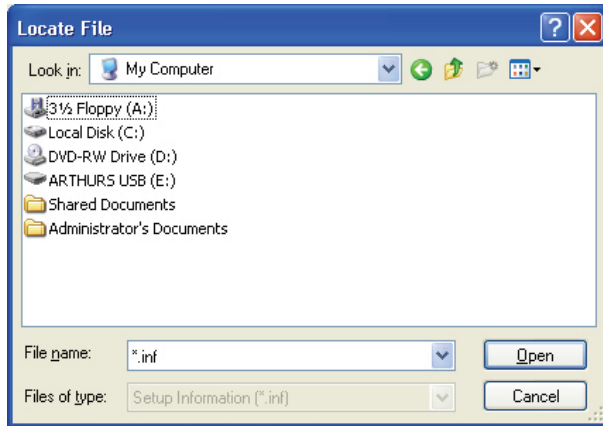 Locate File
Look in: My Computer
3½ Floppy (A:)
Local Disk (C:)
DVD-RW Drive (D:)
ARTHURS USB (E:)
Shared Documents
Administrator's Documents
File name: *.inf Open
Files of type: Setup Information (*.inf) Cancel